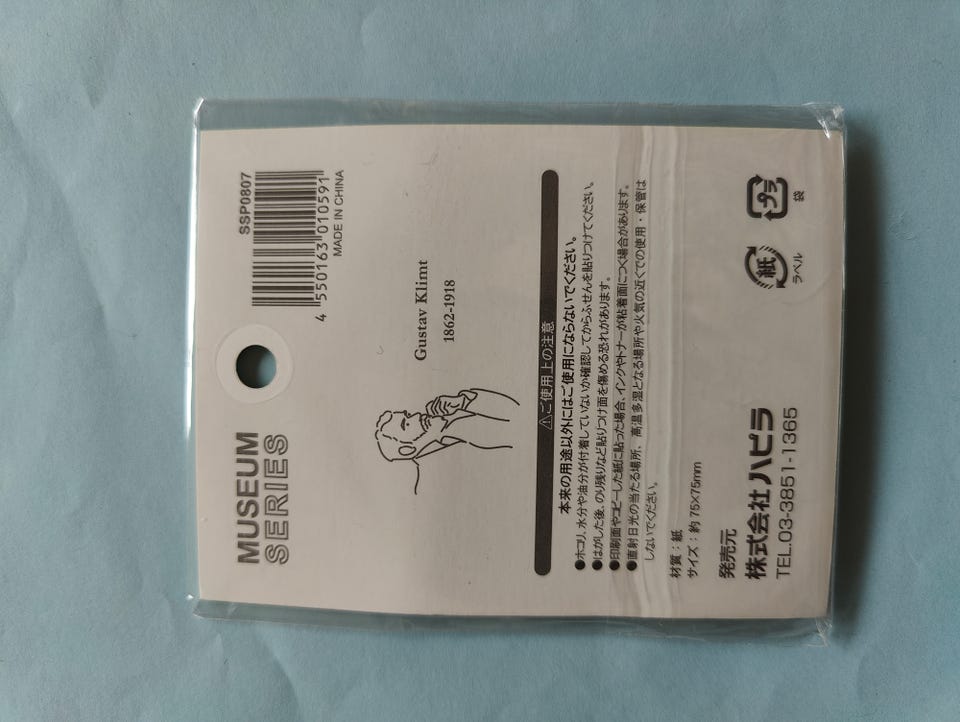 MUSEUM
SERIES
SSP0807
4 550163 010591
MADE IN CHINA
Gustav Klimt
1862-1918
⚠ご使用上の注意
本来の用途以外にはご使用にならないでください。
●ホコリ、水分や油分が付着していないか確認してからふせんを貼りつけてください。
●はがした後、のり残りなど貼りつけ面を傷める恐れがあります。
●印刷面やコピーした紙に貼った場合、インクやトナーが粘着面につく場合があります。
●直射日光の当たる場所、高温多湿となる場所や火気の近くでの使用・保管は
しないでください。
材質：紙
サイズ：約 75×75mm
発売元
株式会社ハピラ
TEL.03-3851-1365
紙
ラベル
プラ
袋